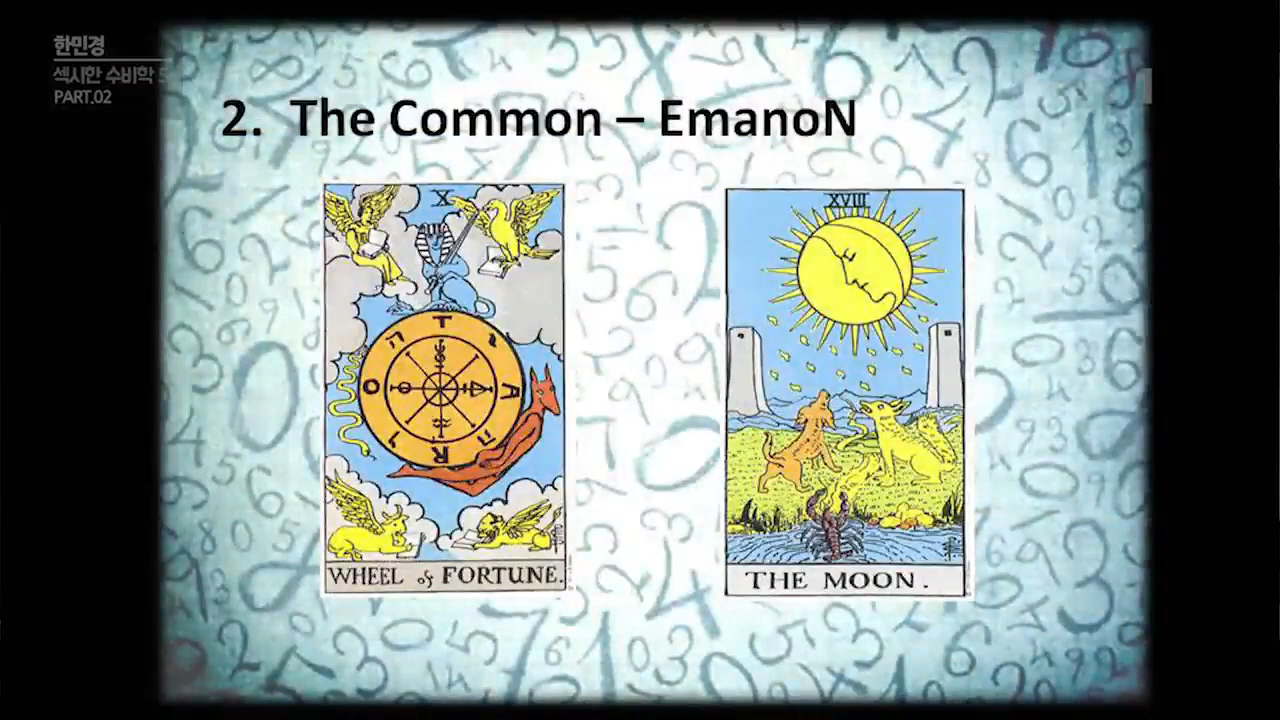 한민경
섹시한 수비학
PART.02
2. The Common – EmanoN
X
XVIII
T
A
O
R
WHEEL of FORTUNE.
THE MOON.